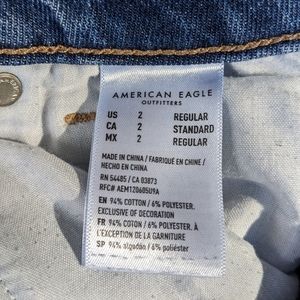 AMERICAN EAGLE
OUTFITTERS
US 2 REGULAR
CA 2 STANDARD
MX 2 REGULAR
MADE IN CHINA / FABRIQUÉ EN CHINE /
HECHO EN CHINA
RN 54485 / CA 03873
RFC# AEM120605U9A
EN 94% COTTON / 6% POLYESTER.
EXCLUSIVE OF DECORATION
FR 94% COTON / 6% POLYESTER. À
L'EXCEPTION DE LA GARNITURE
SP 94% algodón / 6% poliéster